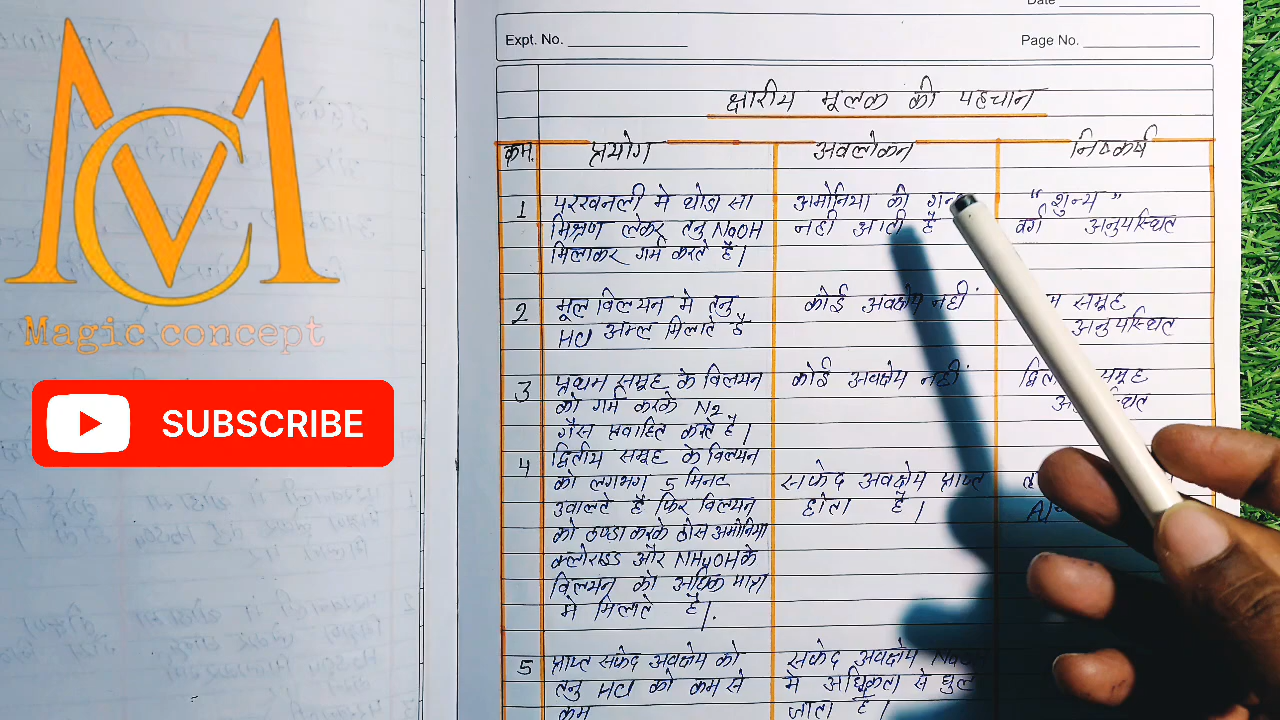 Date
Expt. No.
Page No.
क्षारीय मूलक की पहचान
क्रम. प्रयोग अवलोकन निष्कर्ष
1 परखनली मे थोडा सा अमोनिया की "शुन्य"
मिश्रण लेकर तनु NaOH नही आती है वर्ग अनुपस्थित
मिलाकर गर्म करते है।
2 मूल विलयन मे तनु कोई अवक्षेप नहीं समूह
HCl अम्ल मिलाते है अनुपस्थित
3 प्रथम समूह के विलयन कोई अवक्षेप नहीं समूह
को गर्म करके N2
गैस प्रवाहित करते है।
4 द्वितीय समूह के विलयन
को लगभग 5 मिनट सफेद अवक्षेप प्राप्त
उबालते है फिर विलयन होता है।
को ठण्डा करके ठोस अमोनिया
क्लोराइड और NH4OH के
विलयन को अधिक मात्रा
मे मिलाते है।.
5 प्राप्त सफेद अवक्षेप को सफेद अवक्षेप
तनु HCl को कम से मे अधिकता से घुल
कम जाता है।
Magic concept
SUBSCRIBE